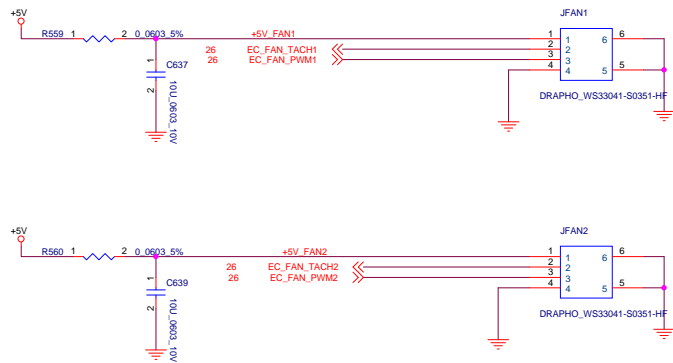 +5V
JFAN1
R559 1 2 0_0603_5% +5V_FAN1 1 1 6 6
26 EC_FAN_TACH1 2 2
26 EC_FAN_PWM1 3 3
1 C637 4 4 5 5
2 10U_0603_10V
DRAPHO_WS33041-S0351-HF
+5V
JFAN2
R560 1 2 0_0603_5% +5V_FAN2 1 1 6 6
26 EC_FAN_TACH2 2 2
26 EC_FAN_PWM2 3 3
1 C639 4 4 5 5
2 10U_0603_10V
DRAPHO_WS33041-S0351-HF